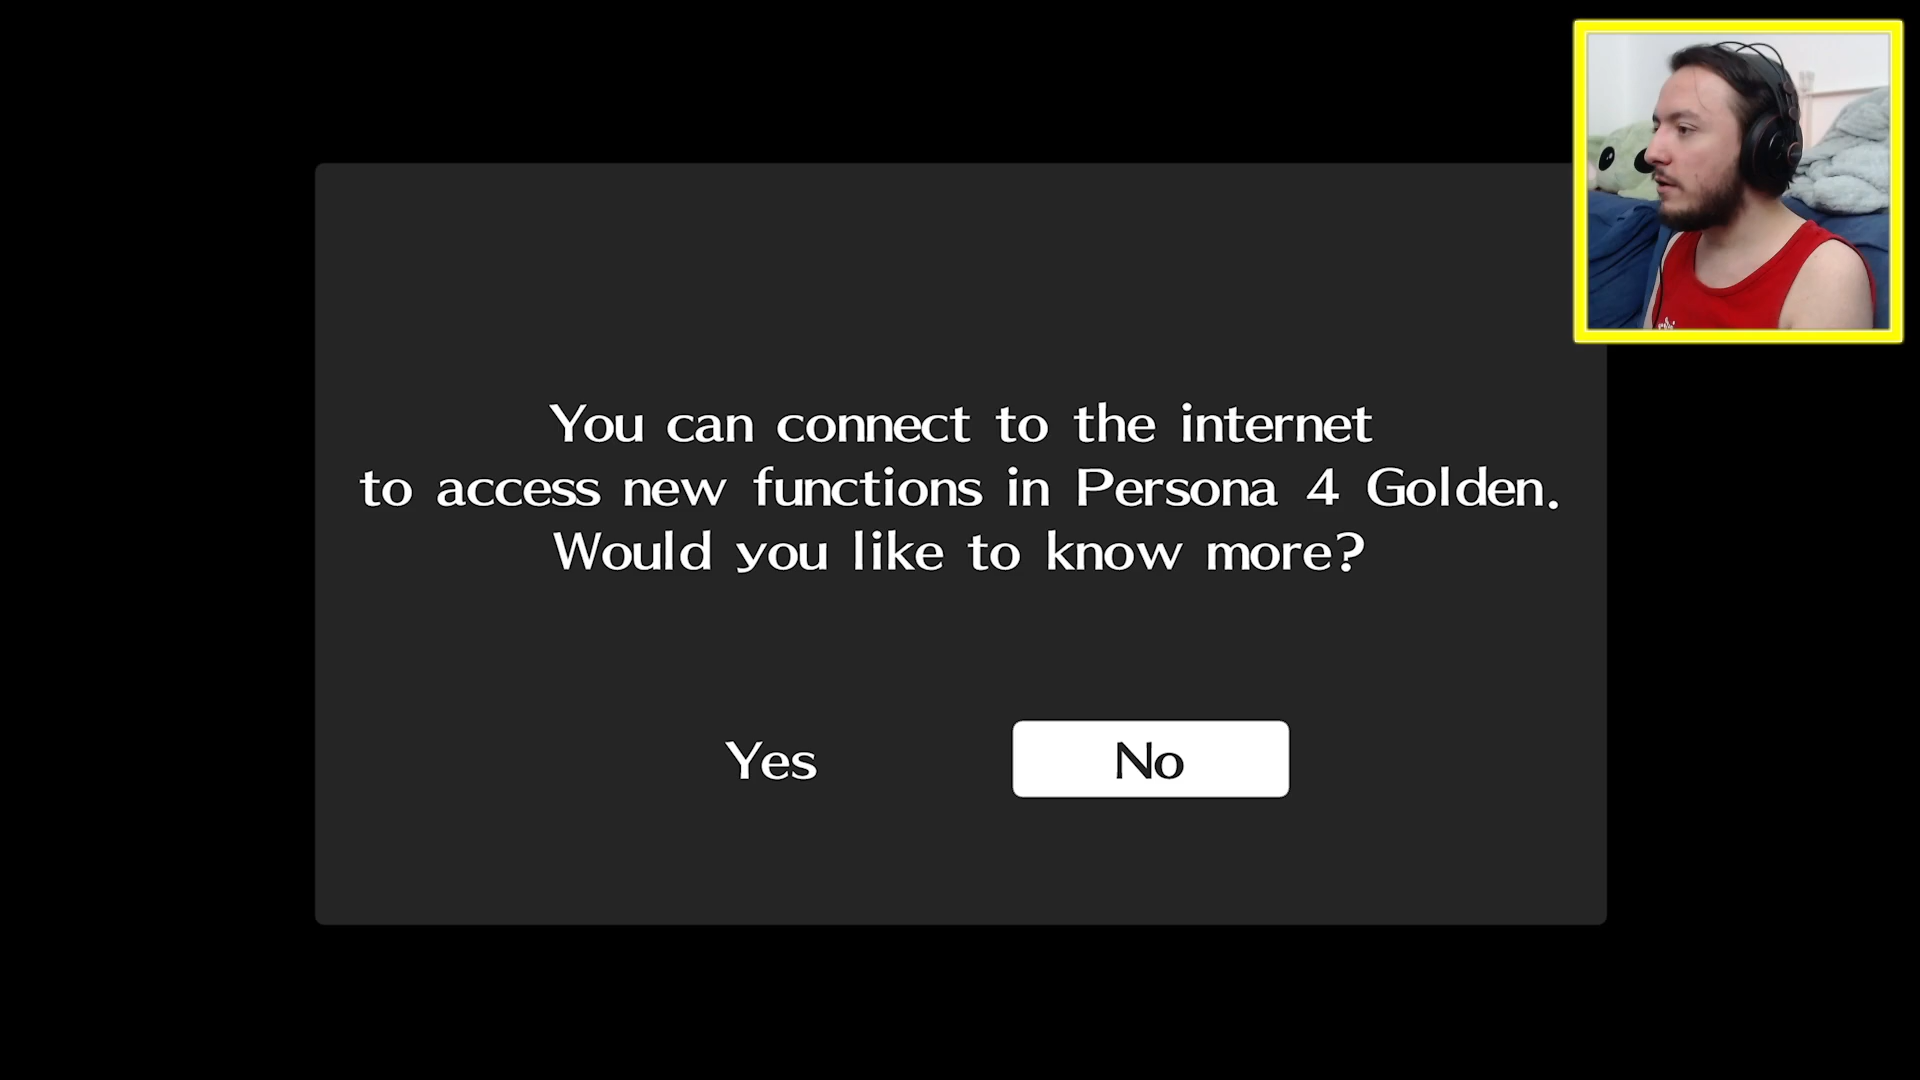 You can connect to the internet
to access new functions in Persona 4 Golden.
Would you like to know more?
Yes
No